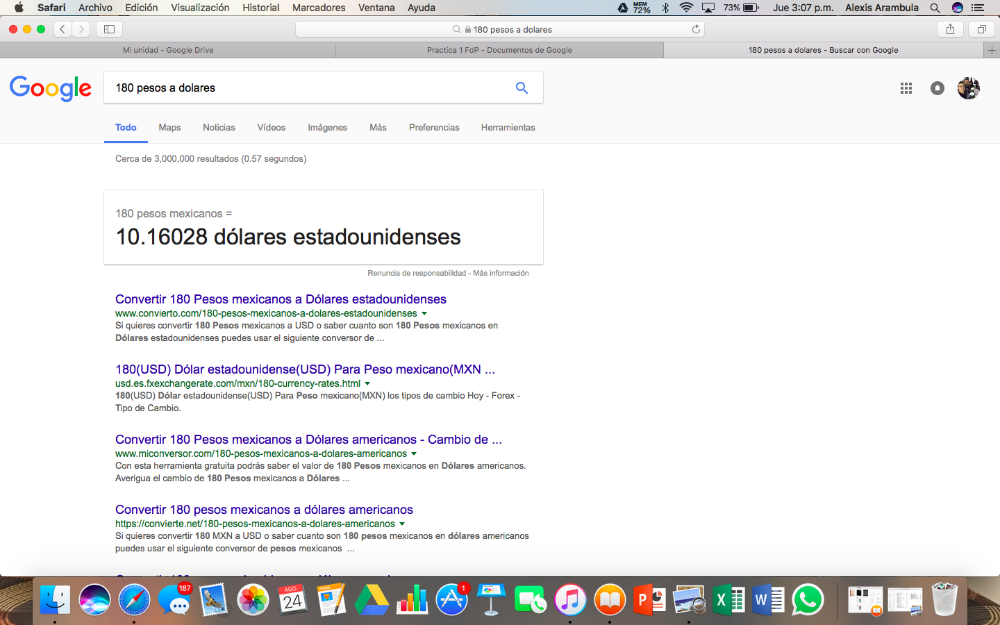 Safari Archivo Edición Visualización Historial Marcadores Ventana Ayuda MEM 72% 73% Jue 3:07 p.m. Alexis Arambula
180 pesos a dolares
Mi unidad - Google Drive Practica 1 FdP - Documentos de Google 180 pesos a dolares - Buscar con Google
Google 180 pesos a dolares
Todo Maps Noticias Vídeos Imágenes Más Preferencias Herramientas
Cerca de 3,000,000 resultados (0.57 segundos)
180 pesos mexicanos =
10.16028 dólares estadounidenses
Renuncia de responsabilidad - Más información
Convertir 180 Pesos mexicanos a Dólares estadounidenses
www.convierto.com/180-pesos-mexicanos-a-dolares-estadounidenses
Si quieres convertir 180 Pesos mexicanos a USD o saber cuanto son 180 Pesos mexicanos en
Dólares estadounidenses puedes usar el siguiente conversor de ...
180(USD) Dólar estadounidense(USD) Para Peso mexicano(MXN ...
usd.es.fxexchangerate.com/mxn/180-currency-rates.html
180(USD) Dólar estadounidense(USD) Para Peso mexicano(MXN) los tipos de cambio Hoy - Forex -
Tipo de Cambio.
Convertir 180 Pesos mexicanos a Dólares americanos - Cambio de ...
www.miconversor.com/180-pesos-mexicanos-a-dolares-americanos
Con esta herramienta gratuita podrás saber el valor de 180 Pesos mexicanos en Dólares americanos.
Averigua el cambio de 180 Pesos mexicanos a Dólares ...
Convertir 180 pesos mexicanos a dólares americanos
https://convierte.net/180-pesos-mexicanos-a-dolares-americanos
Si quieres convertir 180 MXN a USD o saber cuanto son 180 pesos mexicanos en dólares americanos
puedes usar el siguiente conversor de pesos mexicanos ...
187 AGO 24 PAGES 1 P X W